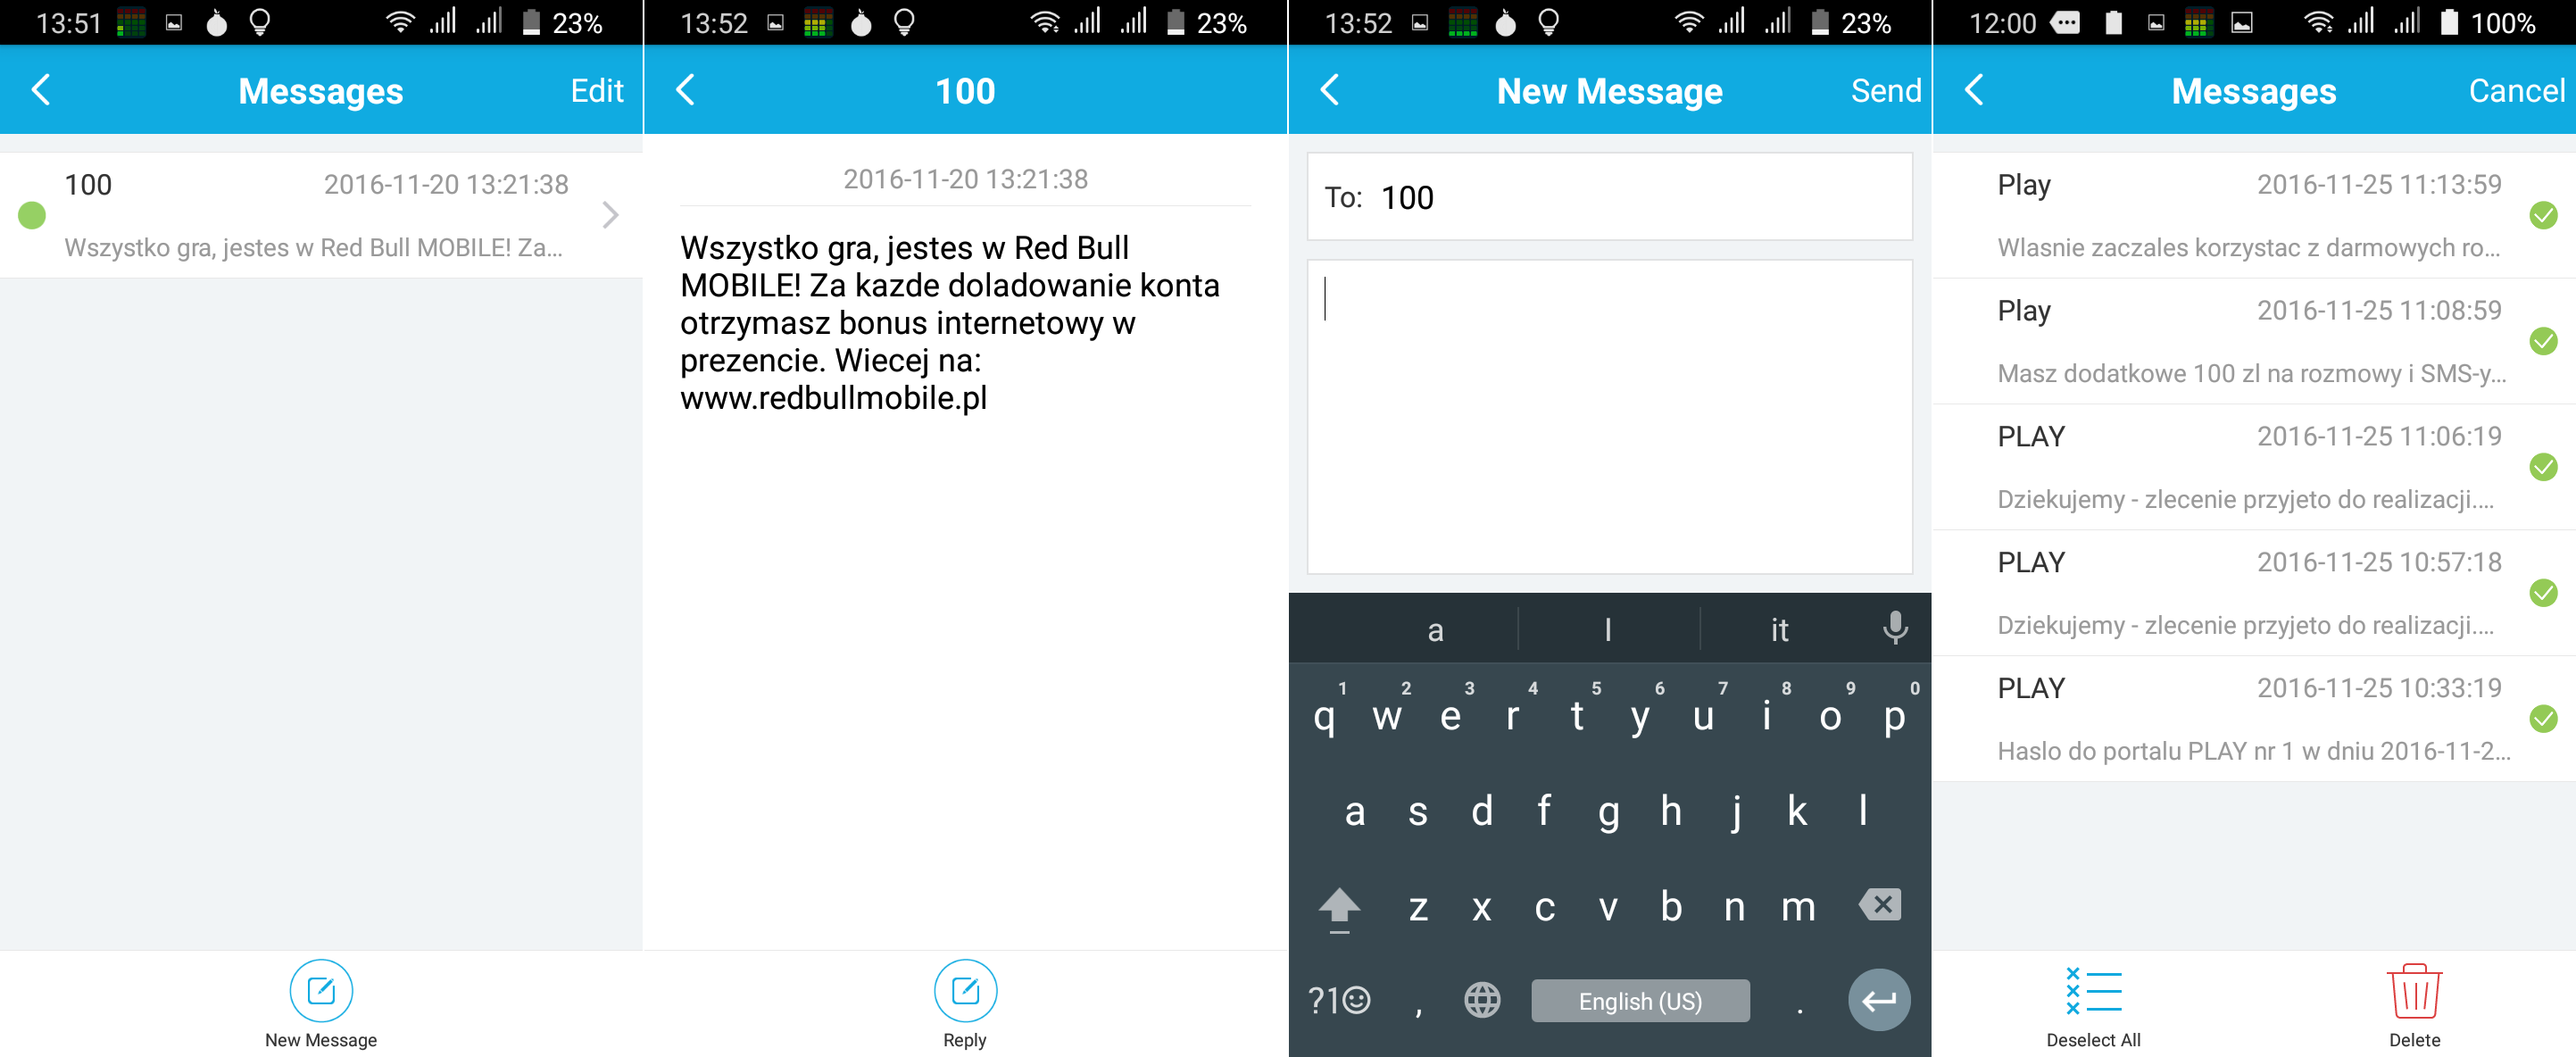 13:51 23%
Messages Edit
100 2016-11-20 13:21:38
Wszystko gra, jestes w Red Bull MOBILE! Za...
New Message
13:52 23%
100
2016-11-20 13:21:38
Wszystko gra, jestes w Red Bull
MOBILE! Za kazde doladowanie konta
otrzymasz bonus internetowy w
prezencie. Wiecej na:
www.redbullmobile.pl
Reply
13:52 23%
New Message Send
To: 100
a I it
1 2 3 4 5 6 7 8 9 0
q w e r t y u i o p
a s d f g h j k l
z x c v b n m
?1☺ , English (US) .
12:00 100%
Messages Cancel
Play 2016-11-25 11:13:59
Wlasnie zaczales korzystac z darmowych ro...
Play 2016-11-25 11:08:59
Masz dodatkowe 100 zl na rozmowy i SMS-y...
PLAY 2016-11-25 11:06:19
Dziekujemy - zlecenie przyjeto do realizacji....
PLAY 2016-11-25 10:57:18
Dziekujemy - zlecenie przyjeto do realizacji....
PLAY 2016-11-25 10:33:19
Haslo do portalu PLAY nr 1 w dniu 2016-11-2...
Deselect All Delete